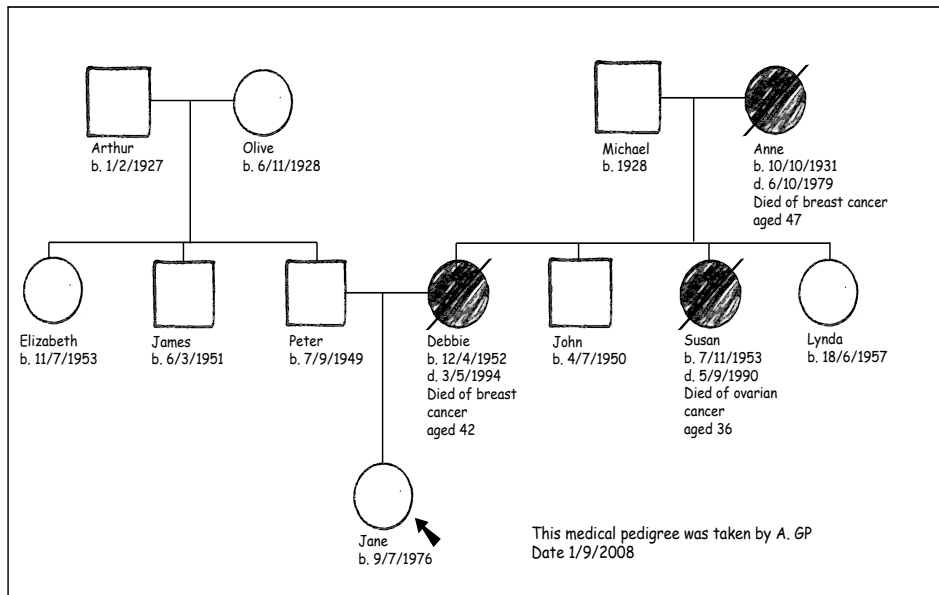 Arthur
b. 1/2/1927
Olive
b. 6/11/1928
Michael
b. 1928
Anne
b. 10/10/1931
d. 6/10/1979
Died of breast cancer
aged 47
Elizabeth
b. 11/7/1953
James
b. 6/3/1951
Peter
b. 7/9/1949
Debbie
b. 12/4/1952
d. 3/5/1994
Died of breast
cancer
aged 42
John
b. 4/7/1950
Susan
b. 7/11/1953
d. 5/9/1990
Died of ovarian
cancer
aged 36
Lynda
b. 18/6/1957
Jane
b. 9/7/1976
This medical pedigree was taken by A. GP
Date 1/9/2008